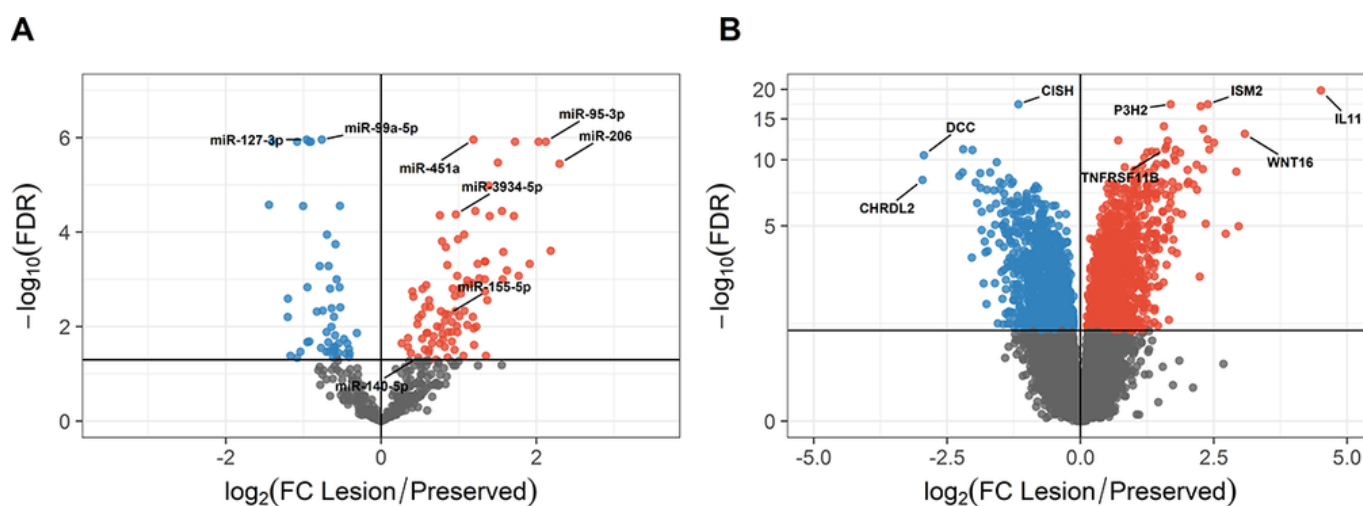 A
B
miR-127-3p
miR-99a-5p
miR-95-3p
miR-206
miR-451a
miR-3934-5p
miR-155-5p
miR-140-5p
6
4
2
0
-2
0
2
−log10(FDR)
log2(FC Lesion/Preserved)
CISH
P3H2
ISM2
IL11
DCC
WNT16
TNFRSF11B
CHRDL2
20
15
10
5
0
-5.0
-2.5
0.0
2.5
5.0
−log10(FDR)
log2(FC Lesion/Preserved)